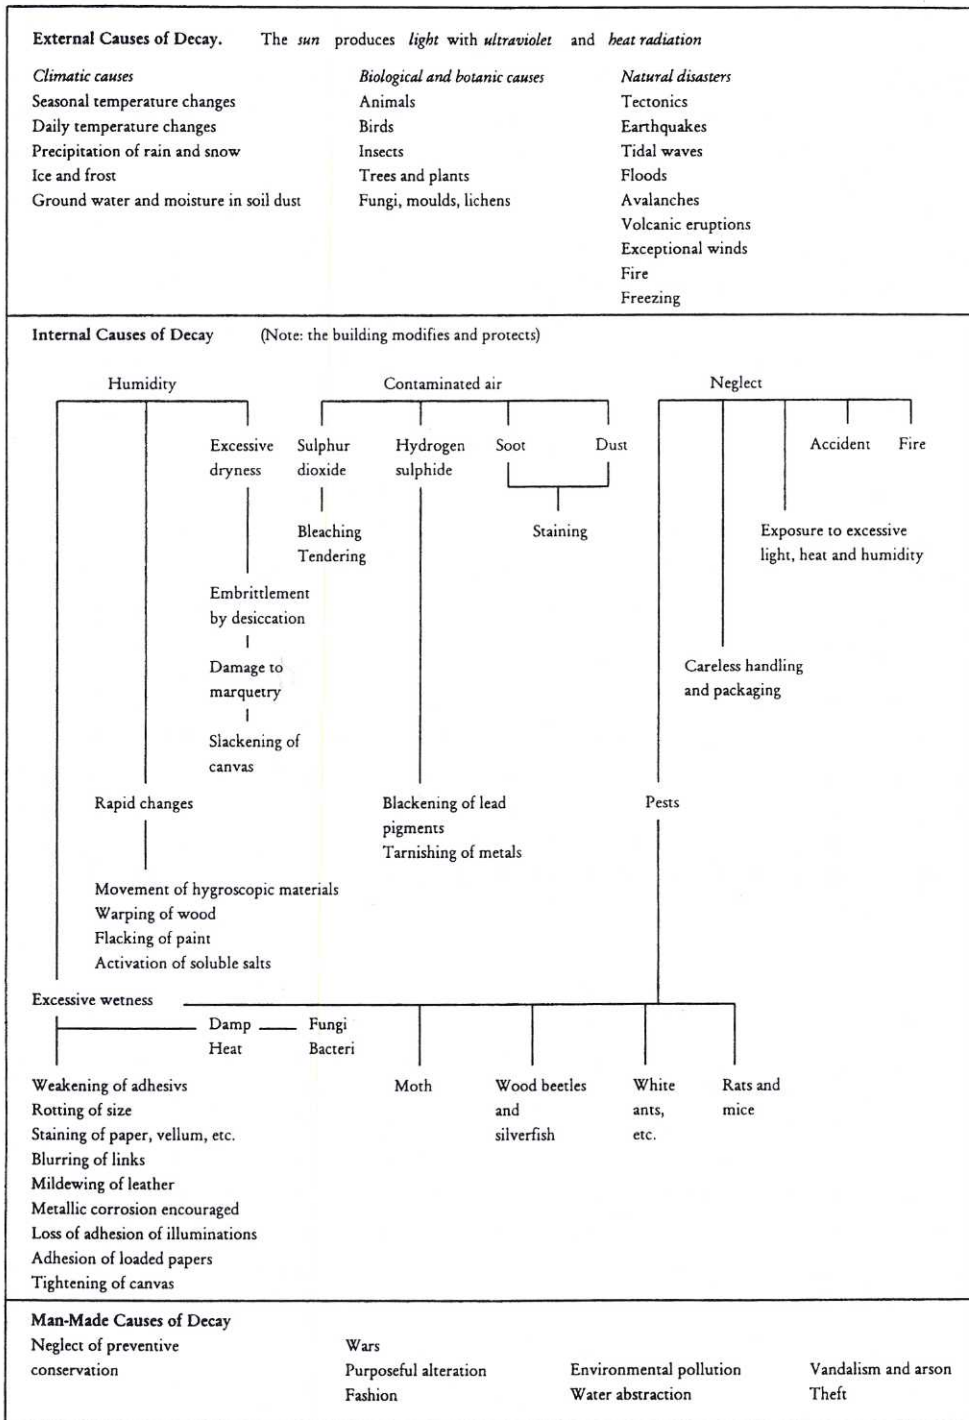 External Causes of Decay. The sun produces light with ultraviolet and heat radiation
Climatic causes
Seasonal temperature changes
Daily temperature changes
Precipitation of rain and snow
Ice and frost
Ground water and moisture in soil dust
Biological and botanic causes
Animals
Birds
Insects
Trees and plants
Fungi, moulds, lichens
Natural disasters
Tectonics
Earthquakes
Tidal waves
Floods
Avalanches
Volcanic eruptions
Exceptional winds
Fire
Freezing
Internal Causes of Decay (Note: the building modifies and protects)
Humidity
Contaminated air
Neglect
Excessive
dryness
Sulphur
dioxide
Hydrogen
sulphide
Soot
Dust
Accident
Fire
Bleaching
Tendering
Staining
Exposure to excessive
light, heat and humidity
Embrittlement
by desiccation
Damage to
marquetry
Slackening of
canvas
Careless handling
and packaging
Rapid changes
Blackening of lead
pigments
Tarnishing of metals
Pests
Movement of hygroscopic materials
Warping of wood
Flacking of paint
Activation of soluble salts
Excessive wetness
Damp
Heat
Fungi
Bacteri
Weakening of adhesivs
Rotting of size
Staining of paper, vellum, etc.
Blurring of links
Mildewing of leather
Metallic corrosion encouraged
Loss of adhesion of illuminations
Adhesion of loaded papers
Tightening of canvas
Moth
Wood beetles
and
silverfish
White
ants,
etc.
Rats and
mice
Man-Made Causes of Decay
Neglect of preventive
conservation
Wars
Purposeful alteration
Fashion
Environmental pollution
Water abstraction
Vandalism and arson
Theft